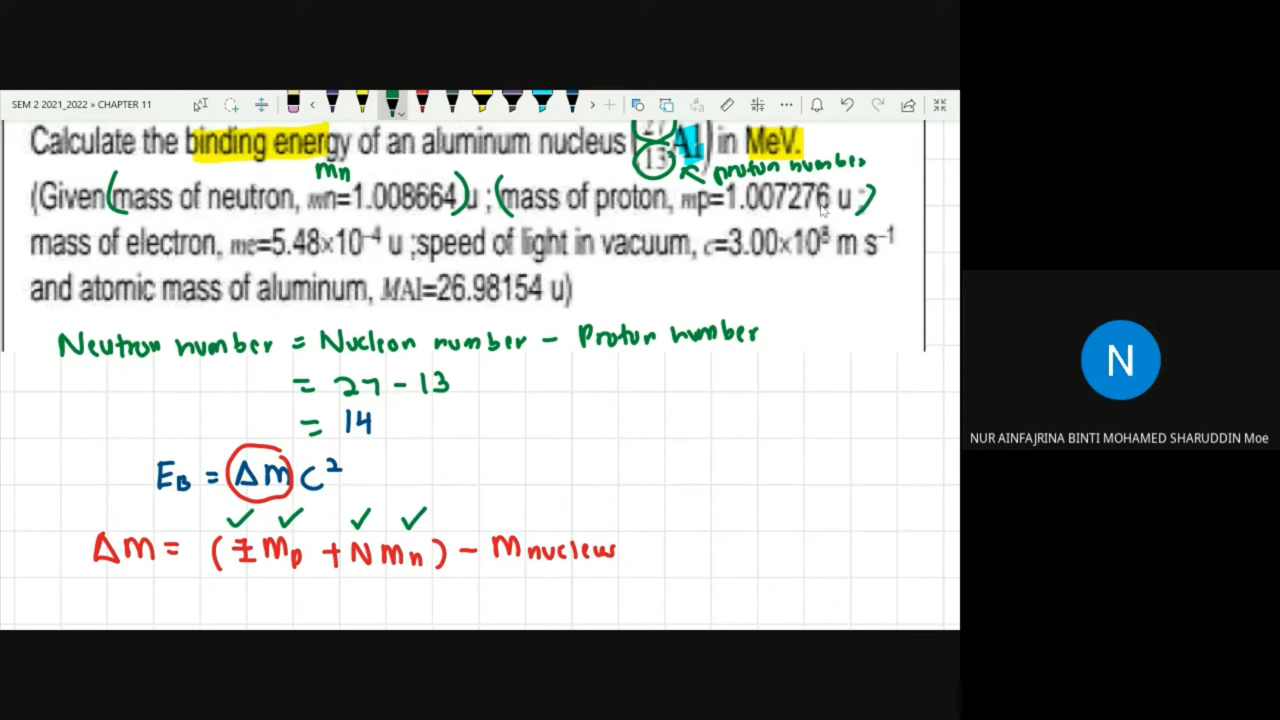 SEM 2 2021_2022 » CHAPTER 11
Calculate the binding energy of an aluminum nucleus (27 13 Al) in MeV.
mn
proton number
(Given(mass of neutron, mn=1.008664)u ; (mass of proton, mp=1.007276 u ;)
mass of electron, me=5.48×10⁻⁴ u ;speed of light in vacuum, c=3.00×10⁸ m s⁻¹
and atomic mass of aluminum, MAl=26.98154 u)
Neutron number = Nucleon number - Proton number
= 27 - 13
= 14
E_B = Δm c²
✓ ✓ ✓ ✓
Δm = (Z m_p + N m_n) - m_nucleus
N
NUR AINFAJRINA BINTI MOHAMED SHARUDDIN Moe